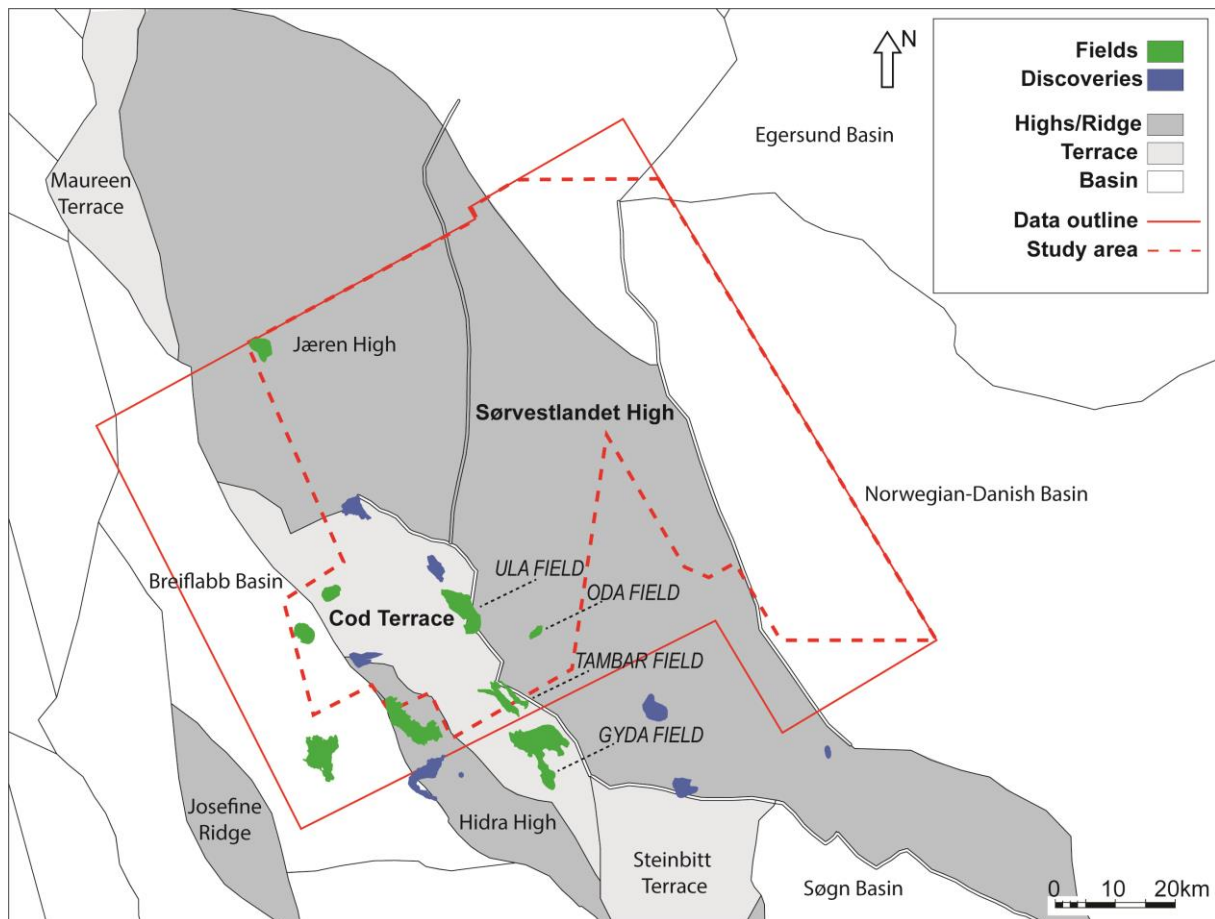 N
Fields
Discoveries
Highs/Ridge
Terrace
Basin
Data outline
Study area
Egersund Basin
Maureen
Terrace
Jæren High
Sørvestlandet High
Norwegian-Danish Basin
Breiflabb Basin
ULA FIELD
ODA FIELD
Cod Terrace
TAMBAR FIELD
GYDA FIELD
Josefine
Ridge
Hidra High
Steinbitt
Terrace
Søgn Basin
0 10 20km